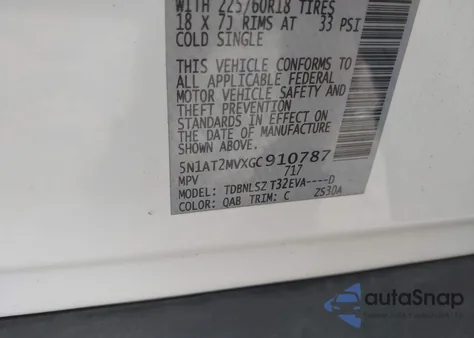 WITH 225/60R18 TIRES
18 X 7J RIMS AT 33 PSI
COLD SINGLE
THIS VEHICLE CONFORMS TO
ALL APPLICABLE FEDERAL
MOTOR VEHICLE SAFETY AND
THEFT PREVENTION
STANDARDS IN EFFECT ON
THE DATE OF MANUFACTURE
SHOWN ABOVE.
5N1AT2MVXGC910787
MPV 717
MODEL: TDBNLSZ T32EVA----D
COLOR: QAB TRIM: C ZS30A
autoSnap